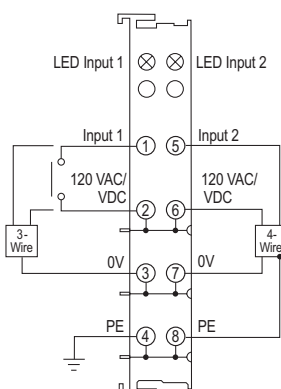 LED Input 1
LED Input 2
Input 1
1
5
Input 2
120 VAC/
VDC
120 VAC/
VDC
2
6
3-
Wire
4-
Wire
0V
3
7
0V
PE
4
8
PE